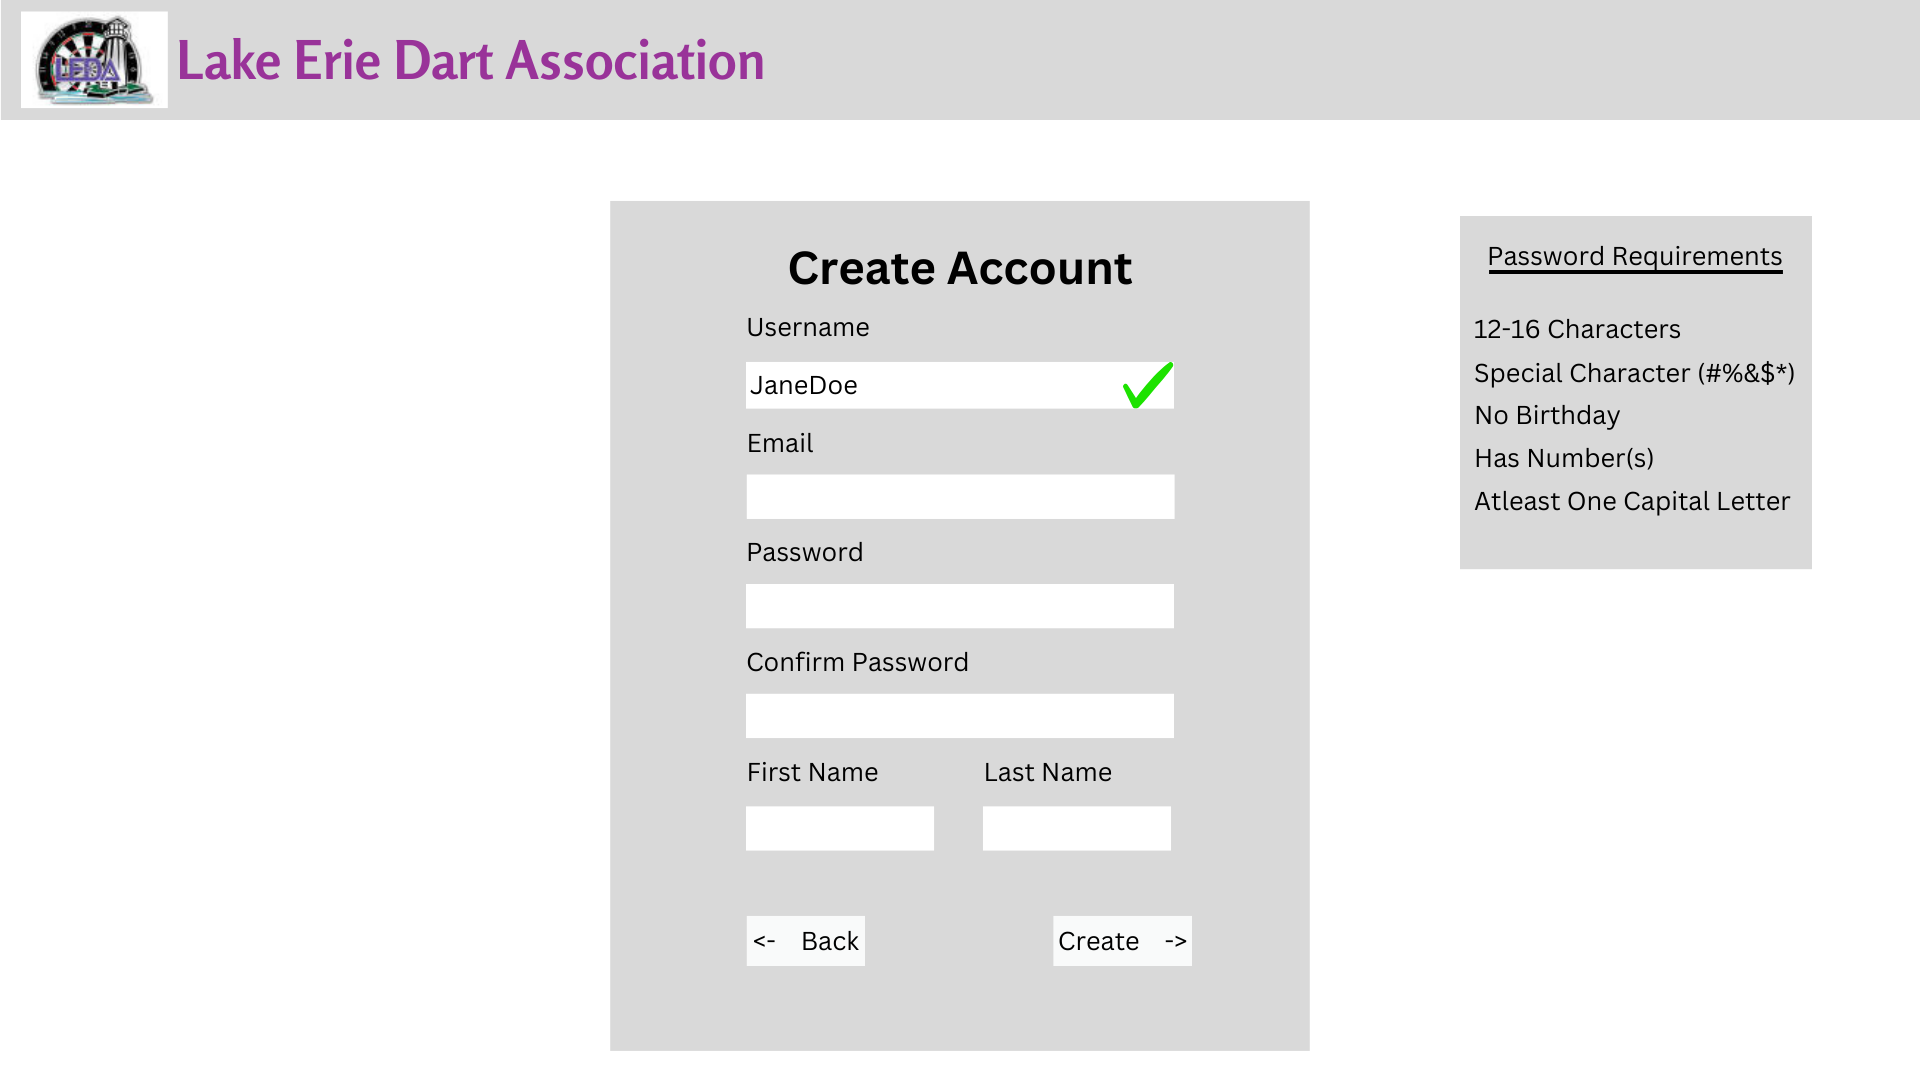 LEDA
Lake Erie Dart Association
Create Account
Username
JaneDoe
Email
Password
Confirm Password
First Name
Last Name
<- Back
Create ->
Password Requirements
12-16 Characters
Special Character (#%&$*)
No Birthday
Has Number(s)
Atleast One Capital Letter